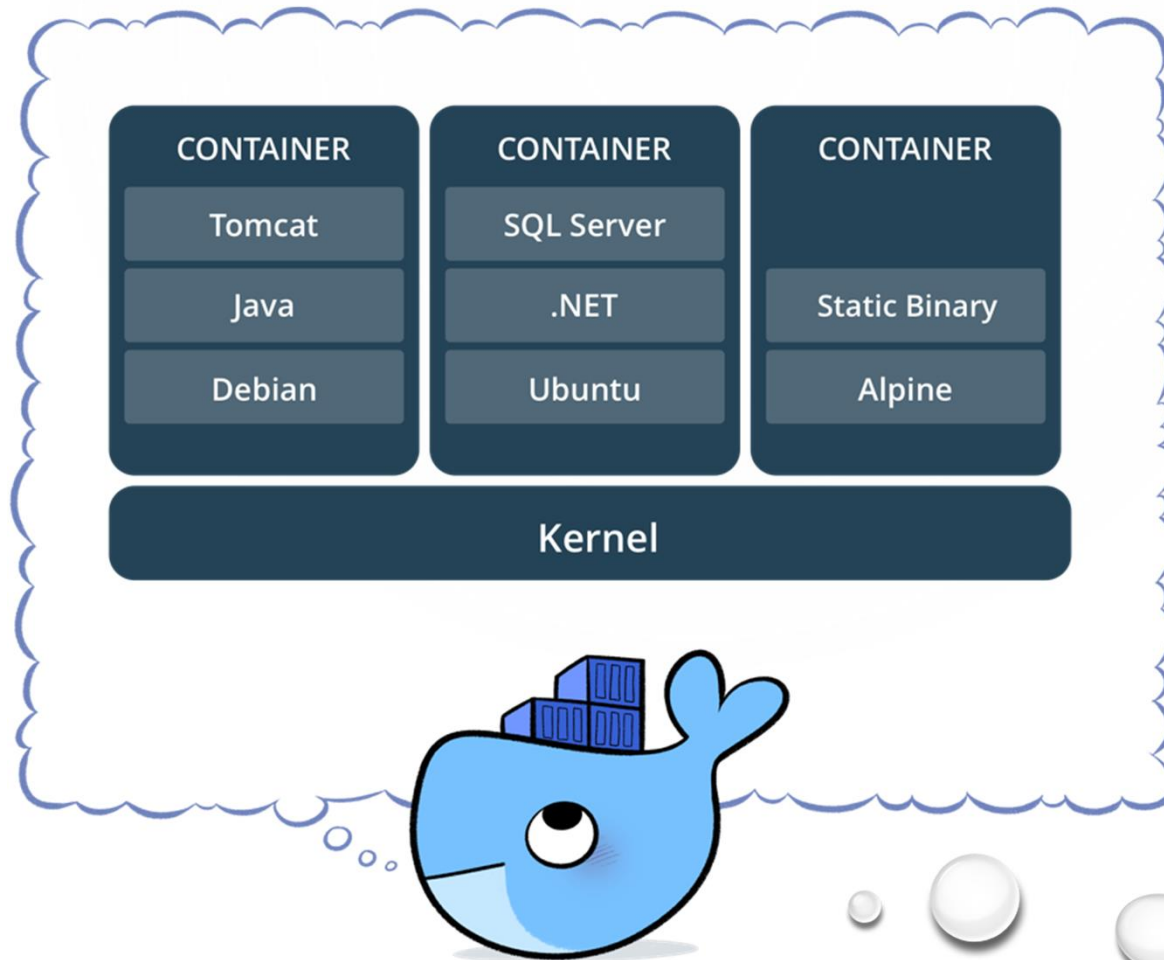 CONTAINER
Tomcat
Java
Debian
CONTAINER
SQL Server
.NET
Ubuntu
CONTAINER
Static Binary
Alpine
Kernel